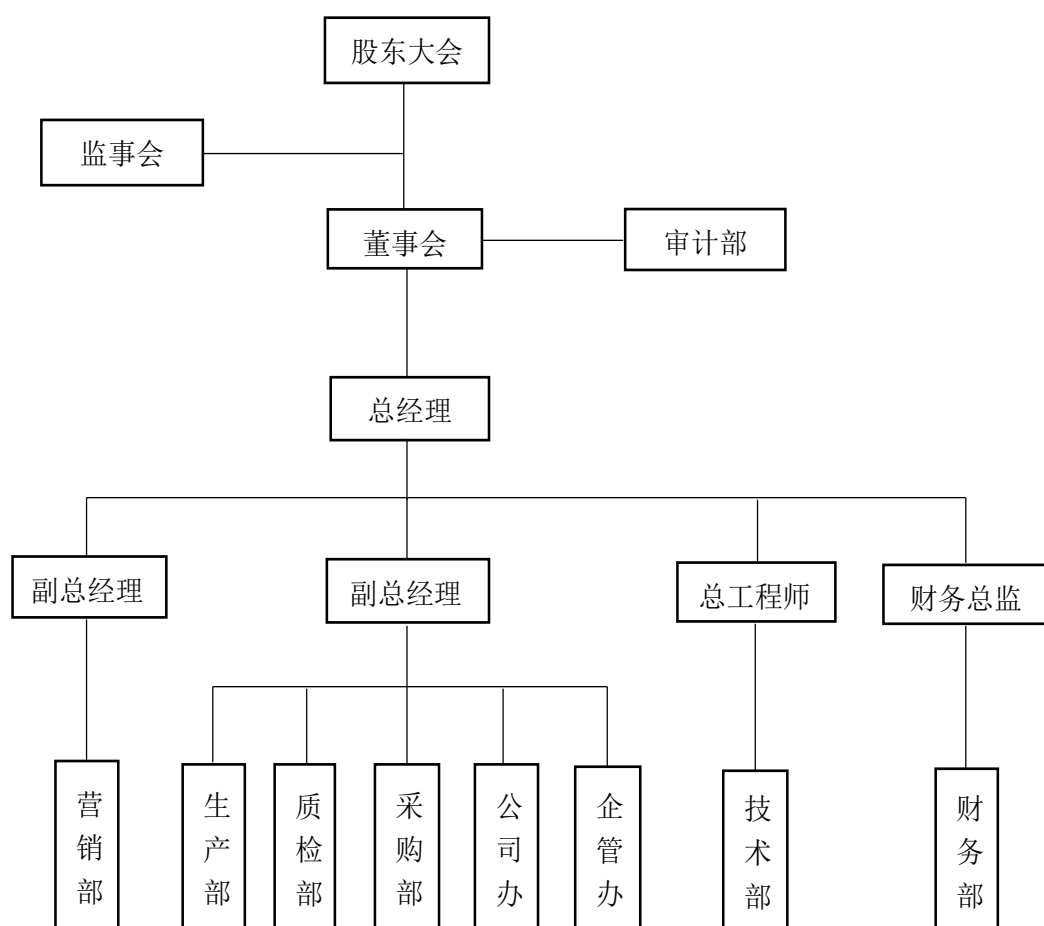 股东大会
监事会
董事会
审计部
总经理
副总经理
副总经理
总工程师
财务总监
营销部
生产部
质检部
采购部
公司办
企管办
技术部
财务部